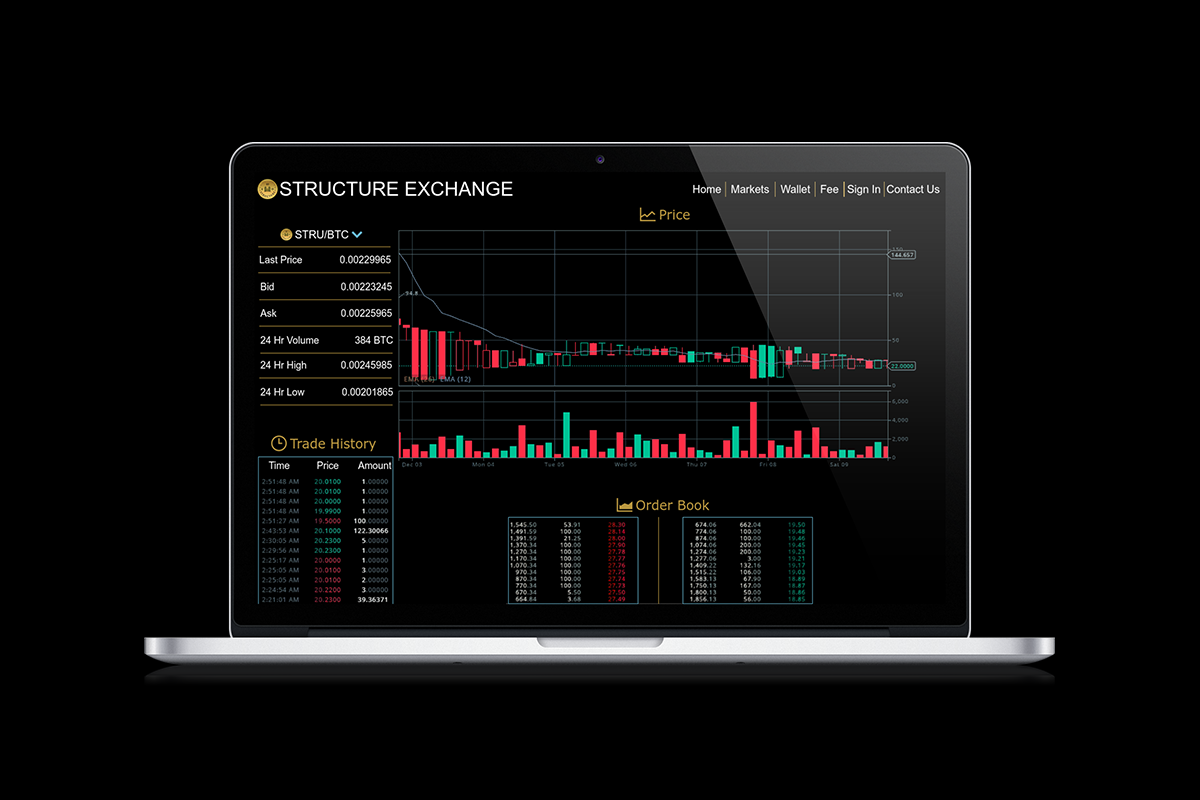 STRUCTURE EXCHANGE
Home Markets Wallet Fee Sign In Contact Us
Price
STRU/BTC
Last Price 0.00229965
Bid 0.00223245
Ask 0.00225965
24 Hr Volume 384 BTC
24 Hr High 0.00245985
24 Hr Low 0.00201865
150
144.657
100
94.8
50
22.0000
0
EMA (26) EMA (12)
6,000
4,000
2,000
0
Dec 03 Mon 04 Tue 05 Wed 06 Thu 07 Fri 08 Sat 09
Trade History
Time Price Amount
2:51:48 AM 20.0100 1.00000
2:51:48 AM 20.0100 1.00000
2:51:48 AM 20.0000 1.00000
2:51:48 AM 19.9900 1.00000
2:51:27 AM 19.5000 100.00000
2:43:53 AM 20.1000 122.30066
2:30:05 AM 20.2300 5.00000
2:29:56 AM 20.2300 1.00000
2:25:17 AM 20.0000 1.00000
2:25:05 AM 20.0100 3.00000
2:25:05 AM 20.0100 2.00000
2:24:54 AM 20.2200 3.00000
2:21:01 AM 20.2300 39.36371
Order Book
1,545.50 53.91 28.30
1,491.59 100.00 28.14
1,391.59 21.25 28.00
1,370.34 100.00 27.90
1,270.34 100.00 27.78
1,170.34 100.00 27.77
1,070.34 100.00 27.76
970.34 100.00 27.75
870.34 100.00 27.74
770.34 100.00 27.73
670.34 5.50 27.50
664.84 3.68 27.49
674.06 662.04 19.50
774.06 100.00 19.48
874.06 100.00 19.46
1,074.06 200.00 19.45
1,274.06 200.00 19.23
1,277.06 3.00 19.21
1,409.22 132.16 19.17
1,515.22 106.00 19.03
1,583.13 67.90 18.89
1,750.13 167.00 18.87
1,800.13 50.00 18.86
1,856.13 56.00 18.85